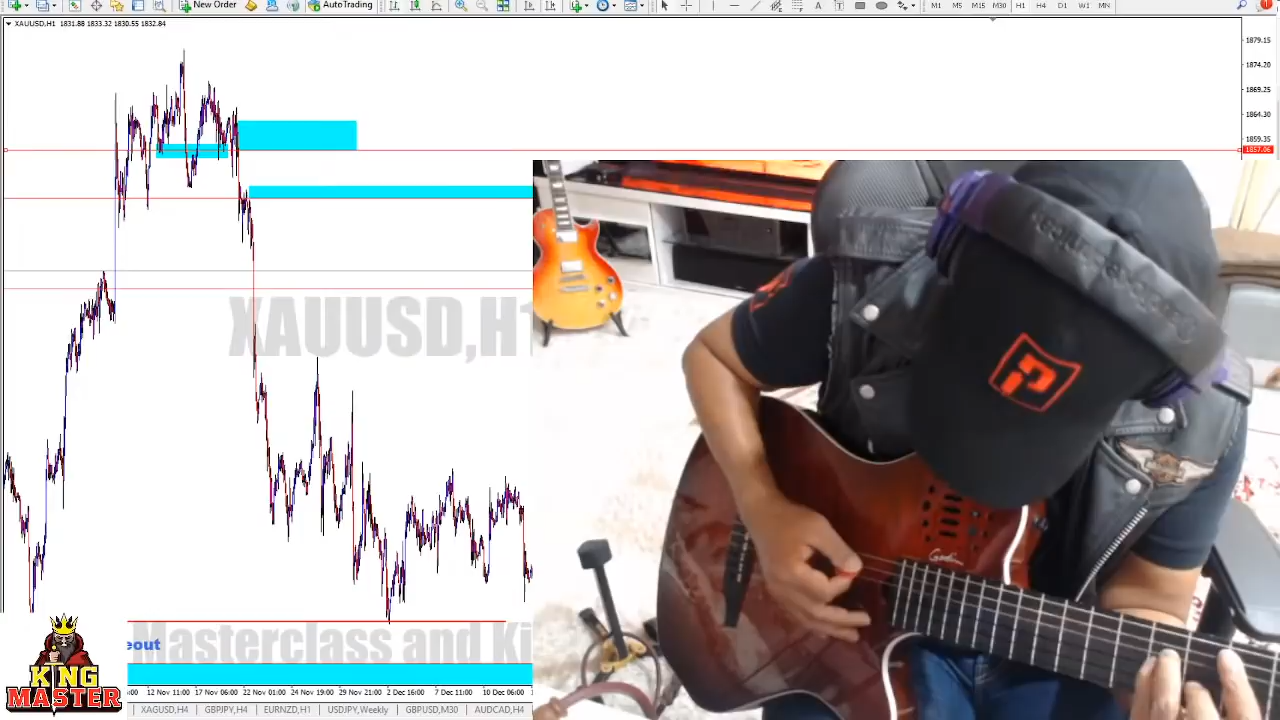 New Order AutoTrading M1 M5 M15 M30 H1 H4 D1 W1 MN
XAUUSD,H1 1831.88 1833.32 1830.55 1832.84
1879.15
1874.20
1869.25
1864.30
1859.35
1857.06
XAUUSD,H1
Godin
eout
Masterclass and Ki
KING
MASTER
12 Nov 11:00 17 Nov 06:00 22 Nov 01:00 24 Nov 19:00 29 Nov 21:00 2 Dec 16:00 7 Dec 11:00 10 Dec 06:00
XAGUSD,H4 GBPJPY,H4 EURNZD,H1 USDJPY,Weekly GBPUSD,M30 AUDCAD,H4